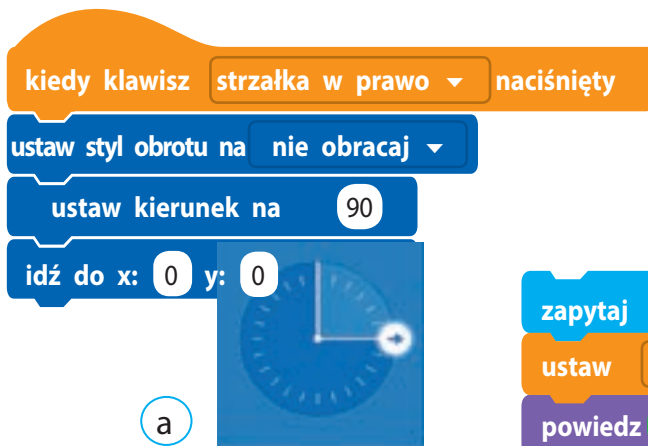 kiedy klawisz strzałka w prawo naciśnięty
ustaw styl obrotu na nie obracaj
ustaw kierunek na 90
idź do x: 0 y: 0
zapytaj
ustaw
powiedz
a